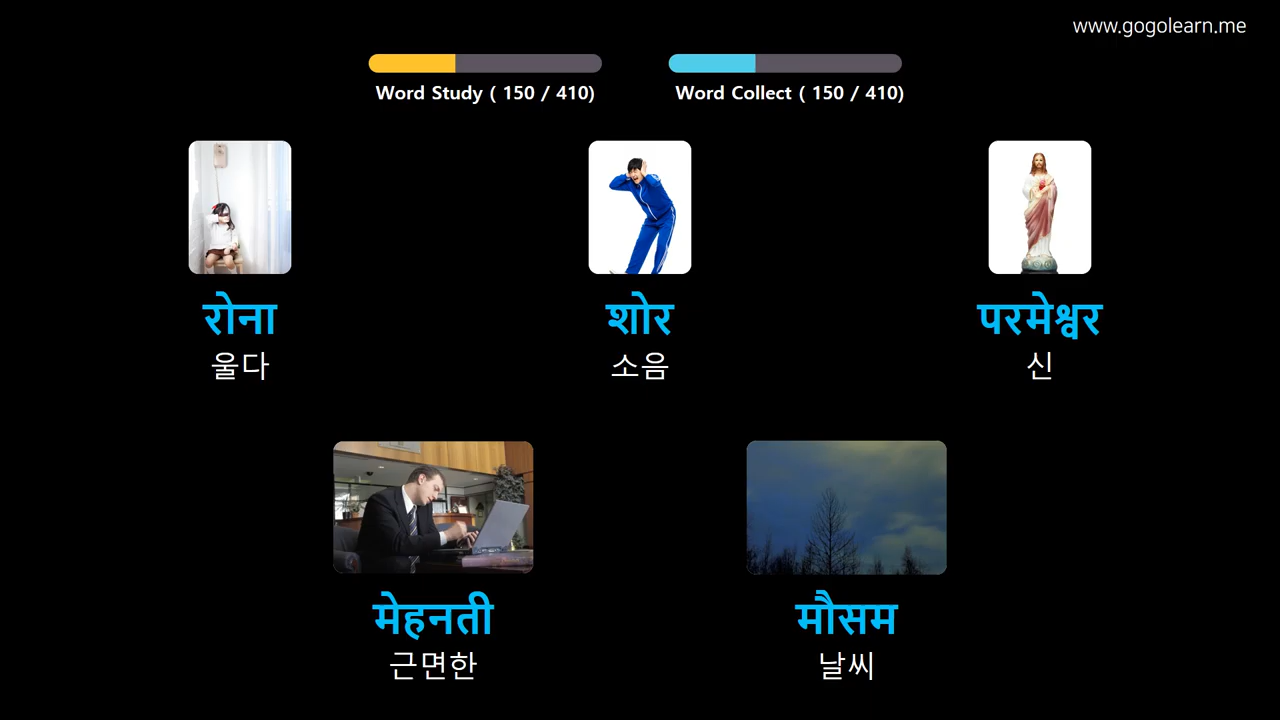 www.gogolearn.me
Word Study ( 150 / 410)
Word Collect ( 150 / 410)
रोना
울다
शोर
소음
परमेश्वर
신
मेहनती
근면한
मौसम
날씨